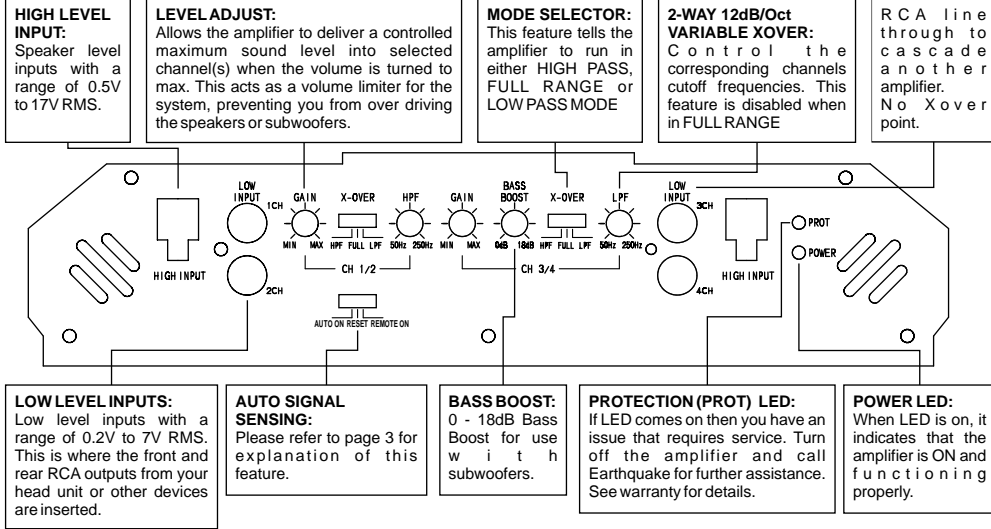 HIGH LEVEL
INPUT:
Speaker level
inputs with a
range of 0.5V
to 17V RMS.
LEVEL ADJUST:
Allows the amplifier to deliver a controlled
maximum sound level into selected
channel(s) when the volume is turned to
max. This acts as a volume limiter for the
system, preventing you from over driving
the speakers or subwoofers.
MODE SELECTOR:
This feature tells the
amplifier to run in
either HIGH PASS,
FULL RANGE or
LOW PASS MODE
2-WAY 12dB/Oct
VARIABLE XOVER:
Control the
corresponding channels
cutoff frequencies. This
feature is disabled when
in FULL RANGE
RCA line
through to
cascade
another
amplifier.
No Xover
point.
LOW
INPUT
1CH
2CH
HIGH INPUT
GAIN
MIN MAX
X-OVER
HPF FULL LPF
HPF
50Hz 250Hz
CH 1/2
GAIN
MIN MAX
BASS
BOOST
0dB 18dB
X-OVER
HPF FULL LPF
LPF
50Hz 250Hz
CH 3/4
LOW
INPUT
3CH
4CH
HIGH INPUT
PROT
POWER
AUTO ON RESET REMOTE ON
LOW LEVEL INPUTS:
Low level inputs with a
range of 0.2V to 7V RMS.
This is where the front and
rear RCA outputs from your
head unit or other devices
are inserted.
AUTO SIGNAL
SENSING:
Please refer to page 3 for
explanation of this
feature.
BASS BOOST:
0 - 18dB Bass
Boost for use
with
subwoofers.
PROTECTION (PROT) LED:
If LED comes on then you have an
issue that requires service. Turn
off the amplifier and call
Earthquake for further assistance.
See warranty for details.
POWER LED:
When LED is on, it
indicates that the
amplifier is ON and
functioning
properly.